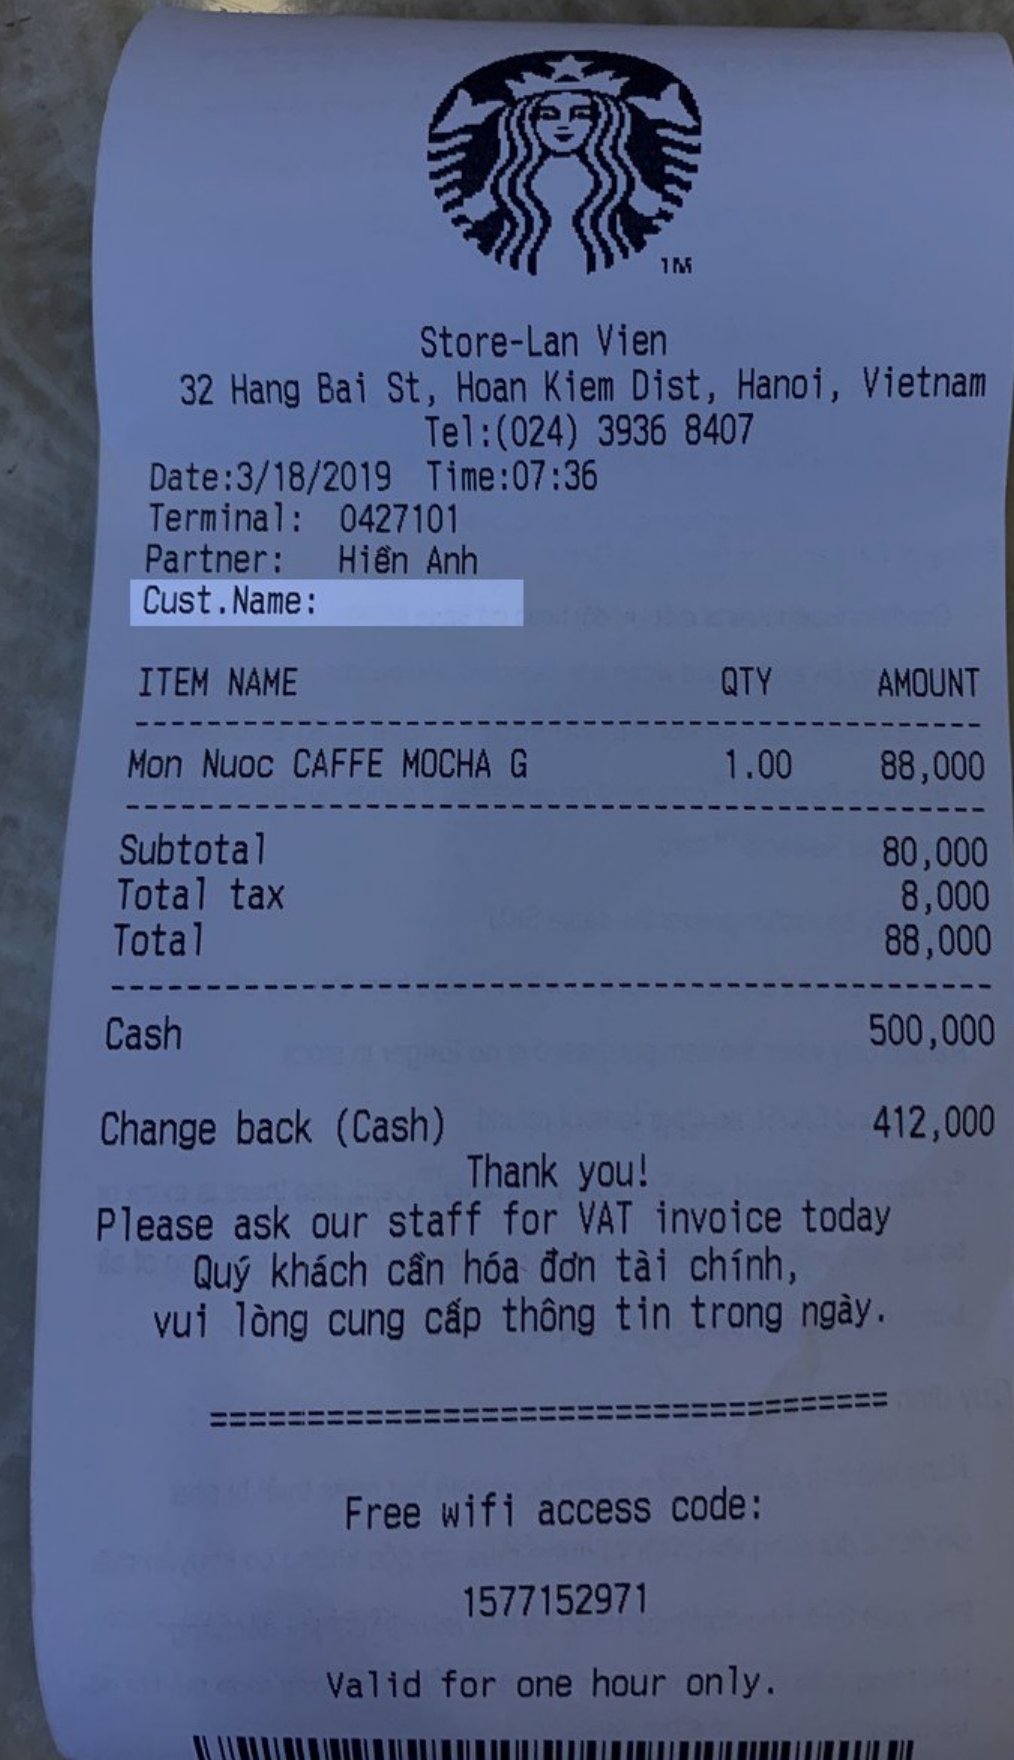 TM
Store-Lan Vien
32 Hang Bai St, Hoan Kiem Dist, Hanoi, Vietnam
Tel:(024) 3936 8407
Date:3/18/2019 Time:07:36
Terminal: 0427101
Partner: Hiền Anh
Cust.Name:
ITEM NAME QTY AMOUNT
Mon Nuoc CAFFE MOCHA G 1.00 88,000
Subtotal 80,000
Total tax 8,000
Total 88,000
Cash 500,000
Change back (Cash) 412,000
Thank you!
Please ask our staff for VAT invoice today
Quý khách cần hóa đơn tài chính,
vui lòng cung cấp thông tin trong ngày.
===================================
Free wifi access code:
1577152971
Valid for one hour only.